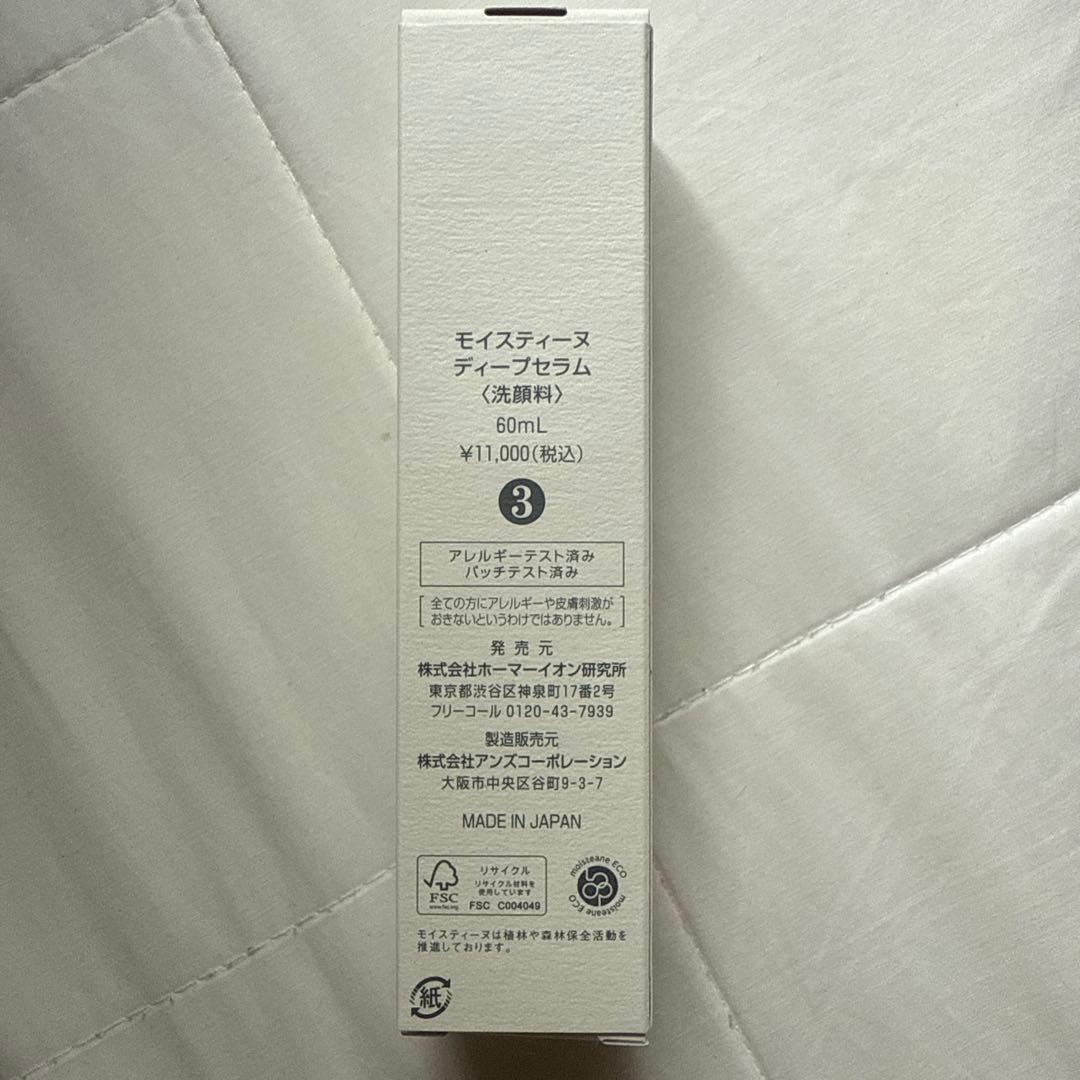 モイスティーヌ
ディープセラム
〈洗顔料〉
60mL
¥11,000(税込)
3
アレルギーテスト済み
パッチテスト済み
全ての方にアレルギーや皮膚刺激が
おきないというわけではありません。
発売元
株式会社ホーマーイオン研究所
東京都渋谷区神泉町17番2号
フリーコール 0120-43-7939
製造販売元
株式会社アンズコーポレーション
大阪市中央区谷町9-3-7
MADE IN JAPAN
FSC
www.fsc.org
リサイクル
リサイクル材料を
使用しています
FSC C004049
moisteane ECO
moisteane ECO
モイスティーヌは植林や森林保全活動を
推進しております。
紙